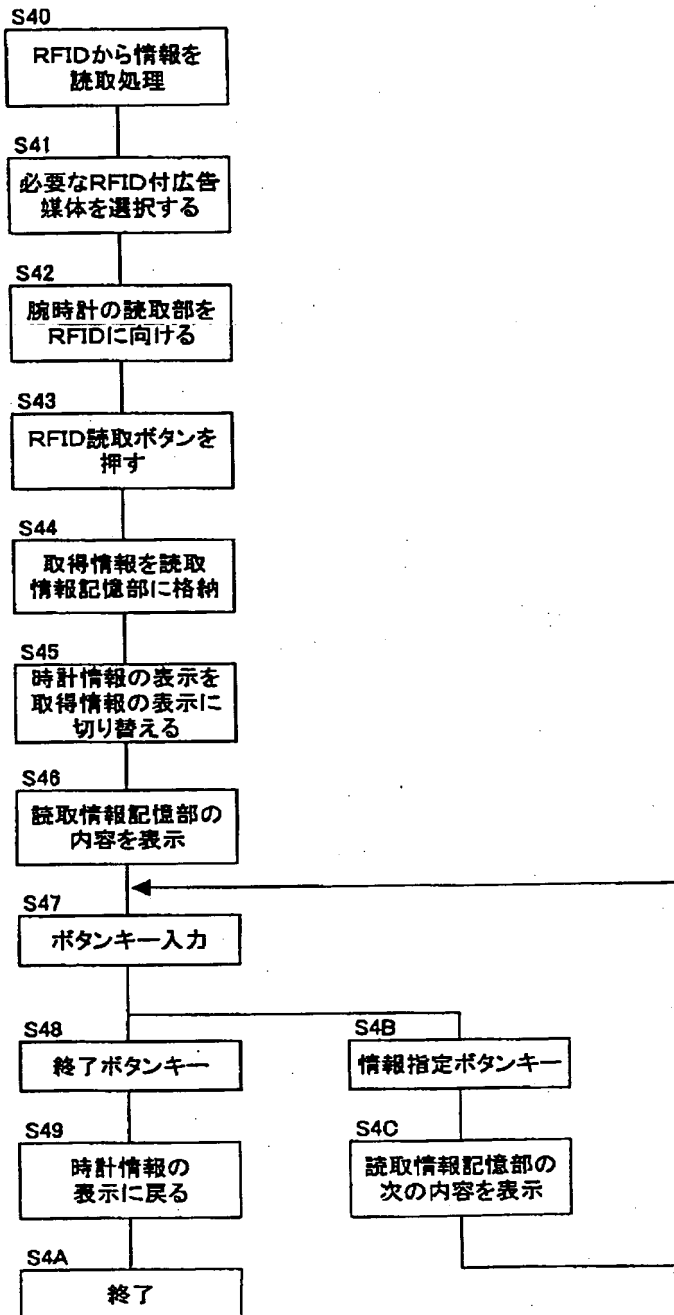 S40
RFIDから情報を
読取処理
S41
必要なRFID付広告
媒体を選択する
S42
腕時計の読取部を
RFIDに向ける
S43
RFID読取ボタンを
押す
S44
取得情報を読取
情報記憶部に格納
S45
時計情報の表示を
取得情報の表示に
切り替える
S46
読取情報記憶部の
内容を表示
S47
ボタンキー入力
S48
終了ボタンキー
S4B
情報指定ボタンキー
S49
時計情報の
表示に戻る
S4C
読取情報記憶部の
次の内容を表示
S4A
終了